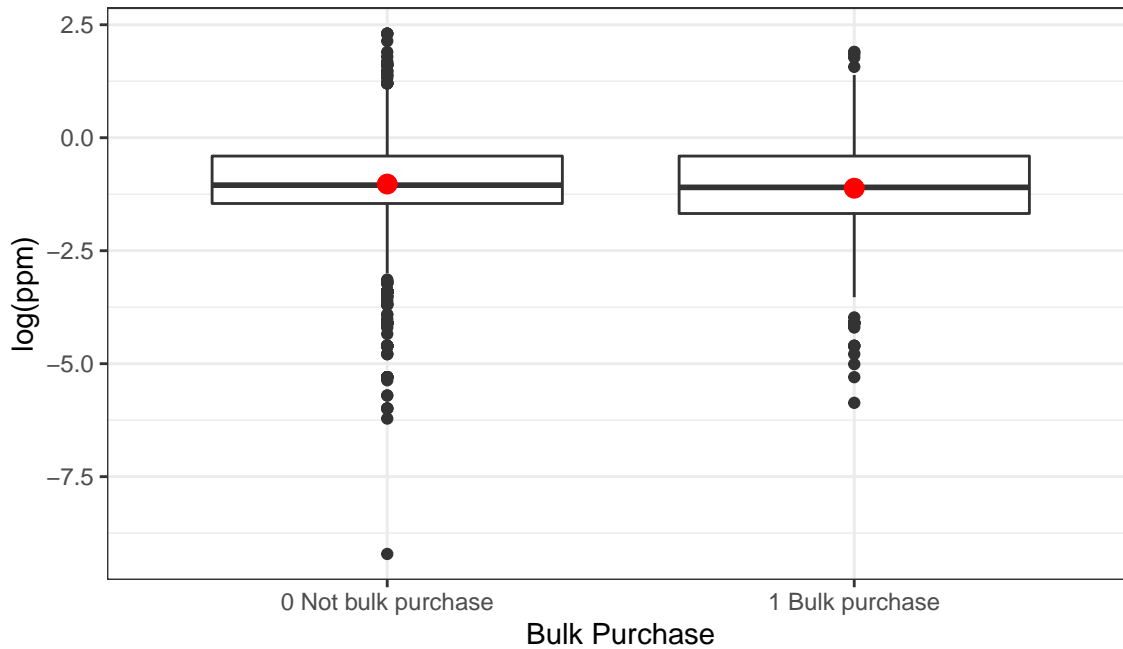 2.5
0.0
−2.5
−5.0
−7.5
log(ppm)
0 Not bulk purchase
1 Bulk purchase
Bulk Purchase